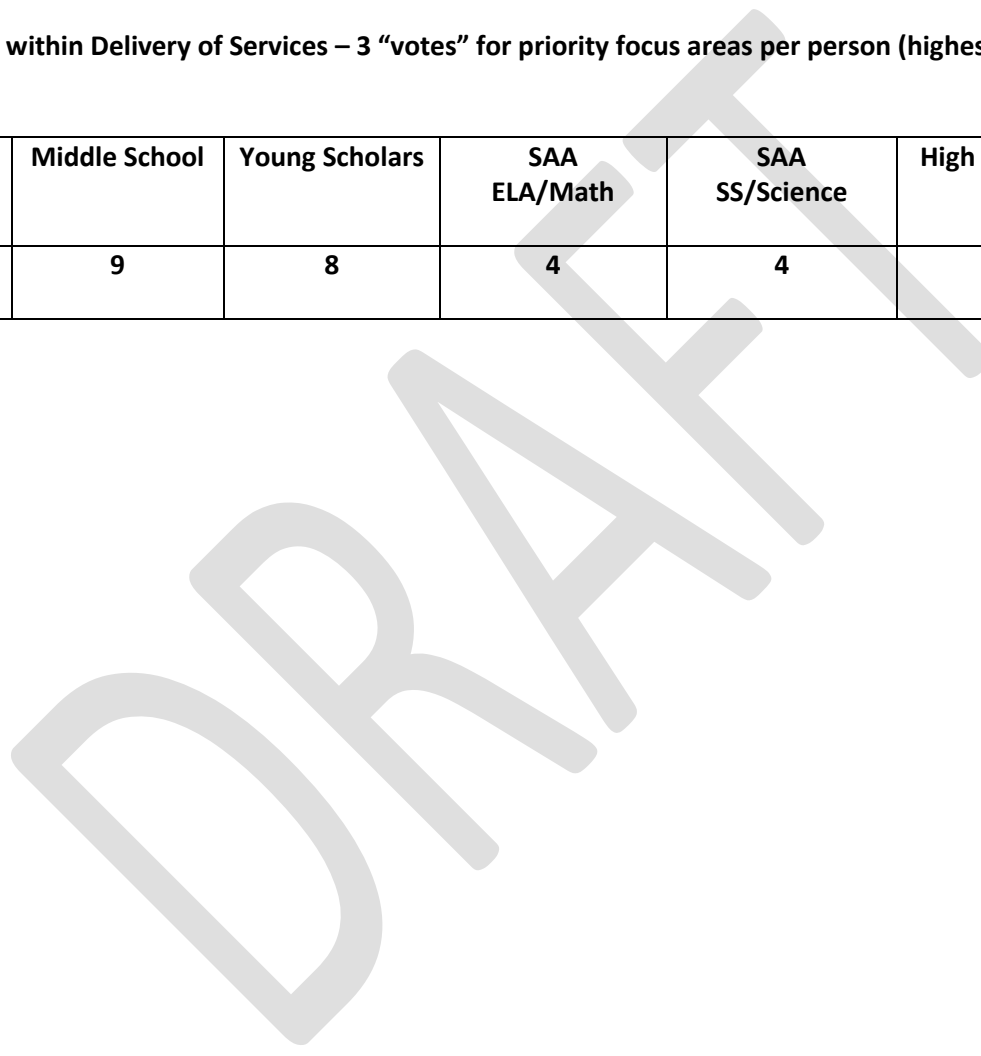 within Delivery of Services – 3 “votes” for priority focus areas per person
Middle School Young Scholars SAA ELA/Math SAA SS/Science High
9 8 4 4
DRAFT